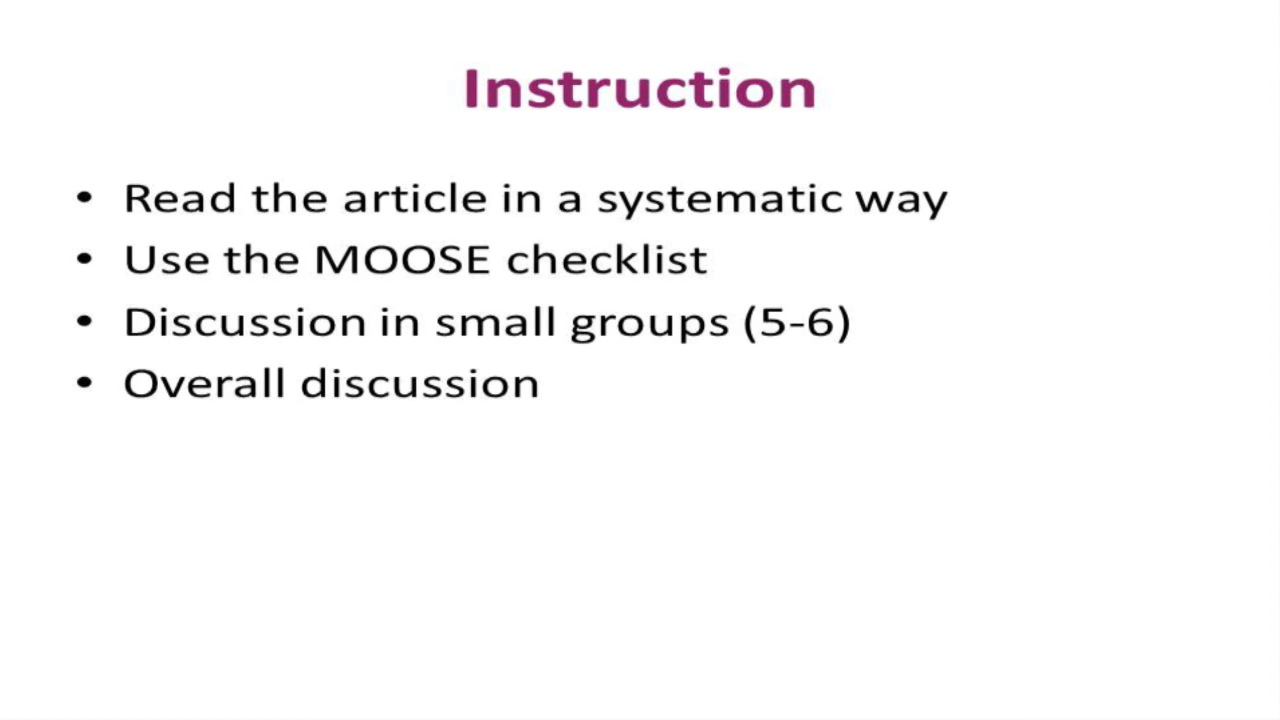 Instruction
• Read the article in a systematic way
• Use the MOOSE checklist
• Discussion in small groups (5-6)
• Overall discussion